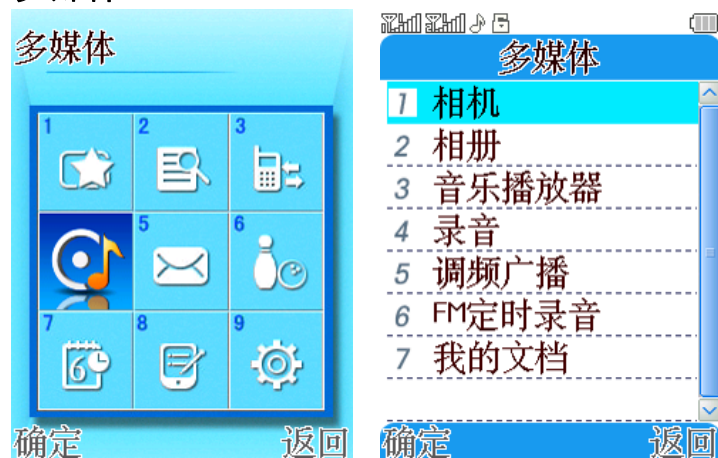 多媒体
1
2
3
5
6
7
8
9
6
确定 返回
多媒体
1 相机
2 相册
3 音乐播放器
4 录音
5 调频广播
6 FM定时录音
7 我的文档
确定 返回